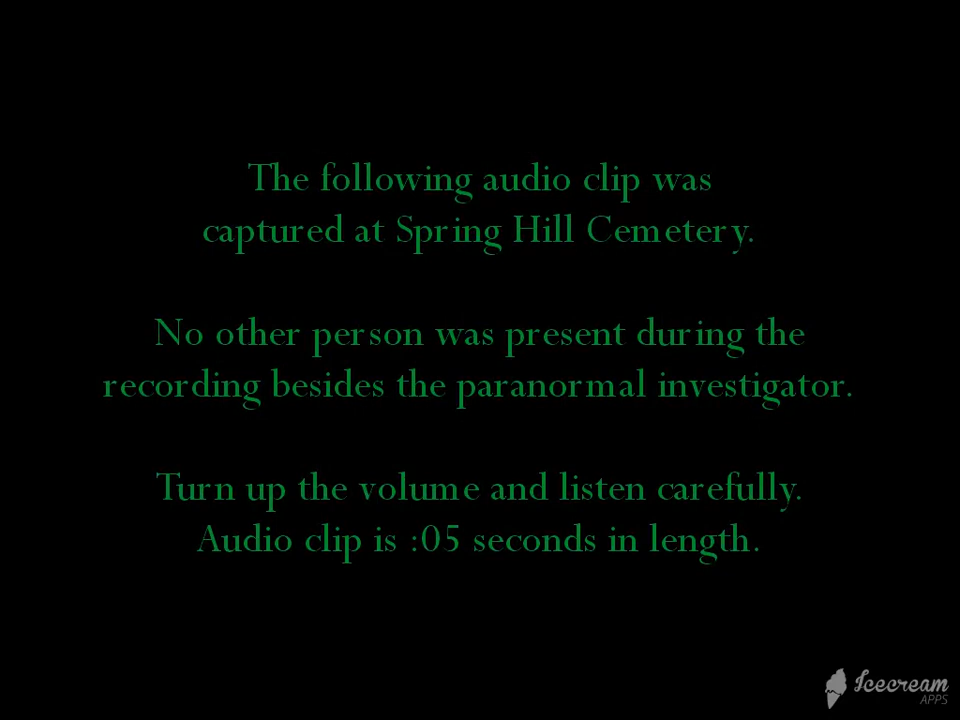 The following audio clip was
captured at Spring Hill Cemetery.
No other person was present during the
recording besides the paranormal investigator.
Turn up the volume and listen carefully.
Audio clip is :05 seconds in length.
Icecream
APPS